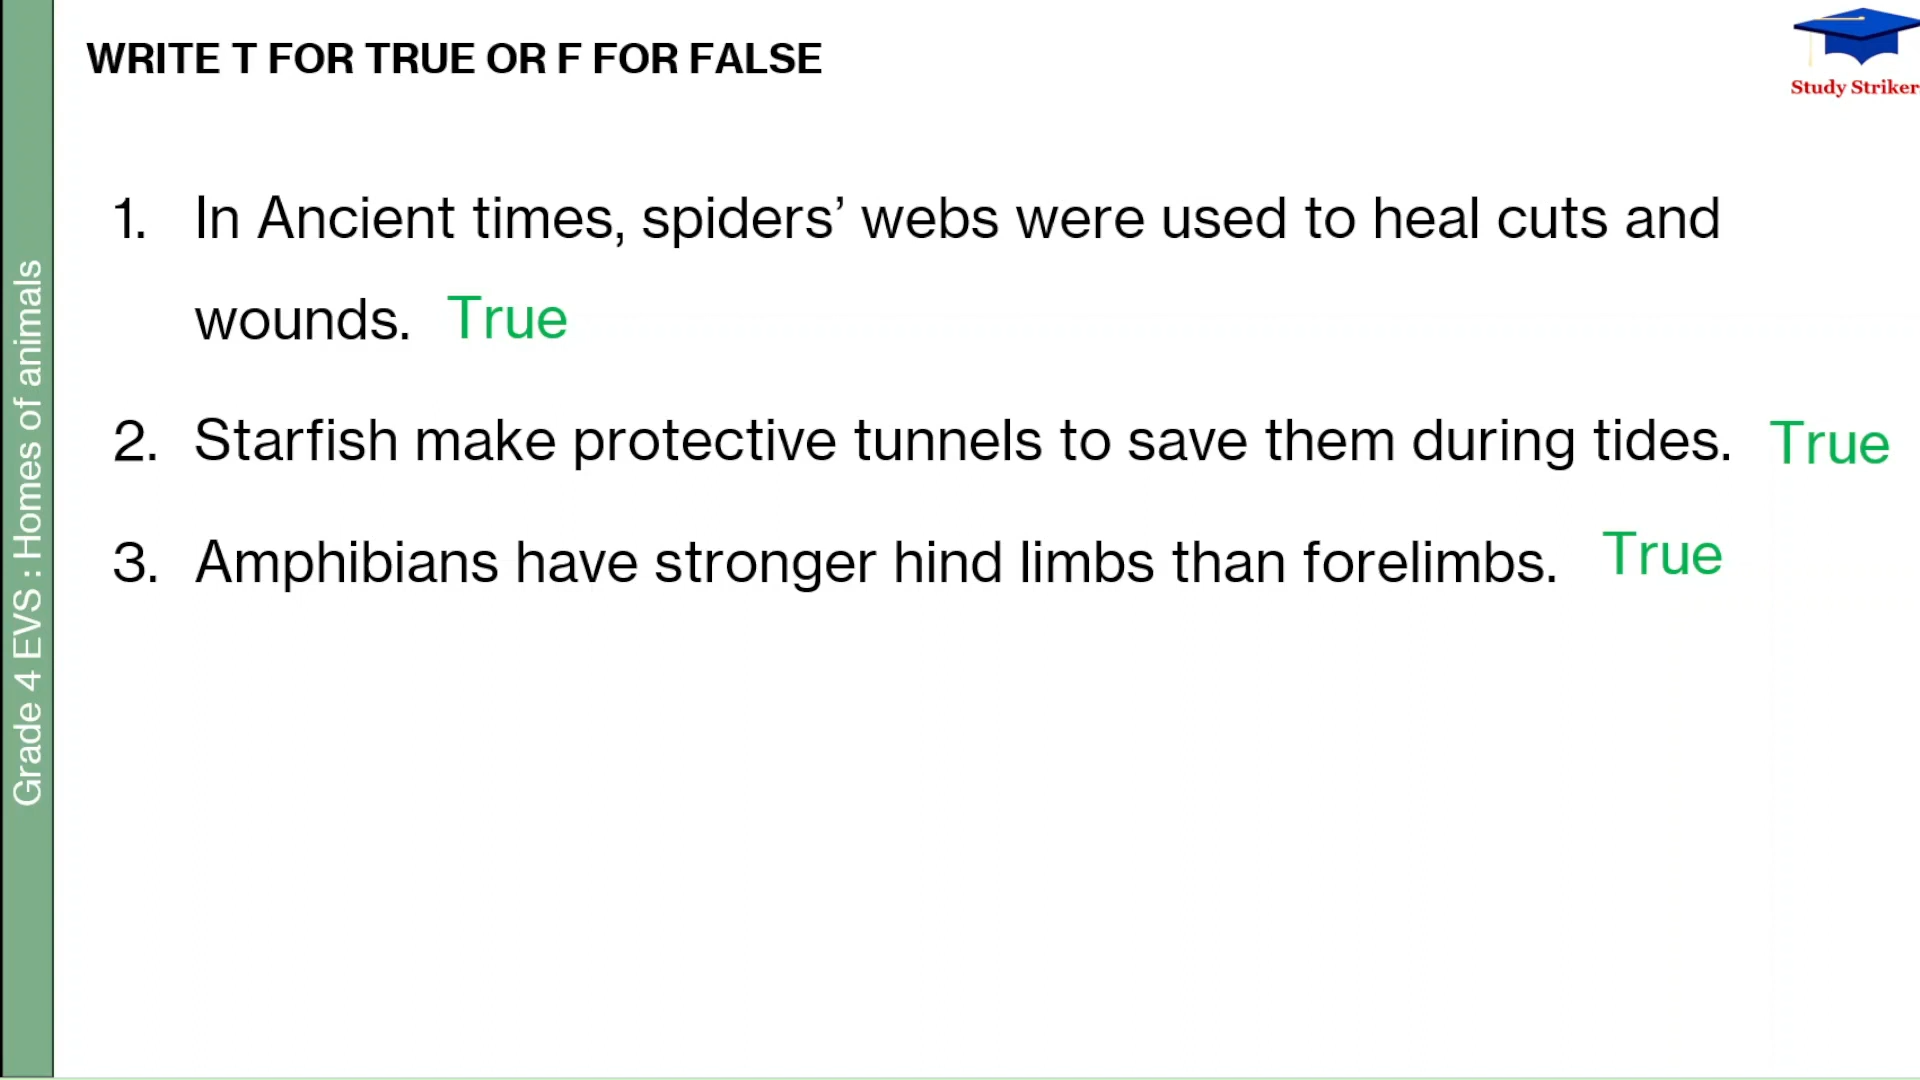 WRITE T FOR TRUE OR F FOR FALSE
Study Striker
1. In Ancient times, spiders’ webs were used to heal cuts and
wounds. True
2. Starfish make protective tunnels to save them during tides. True
3. Amphibians have stronger hind limbs than forelimbs. True
Grade 4 EVS : Homes of animals